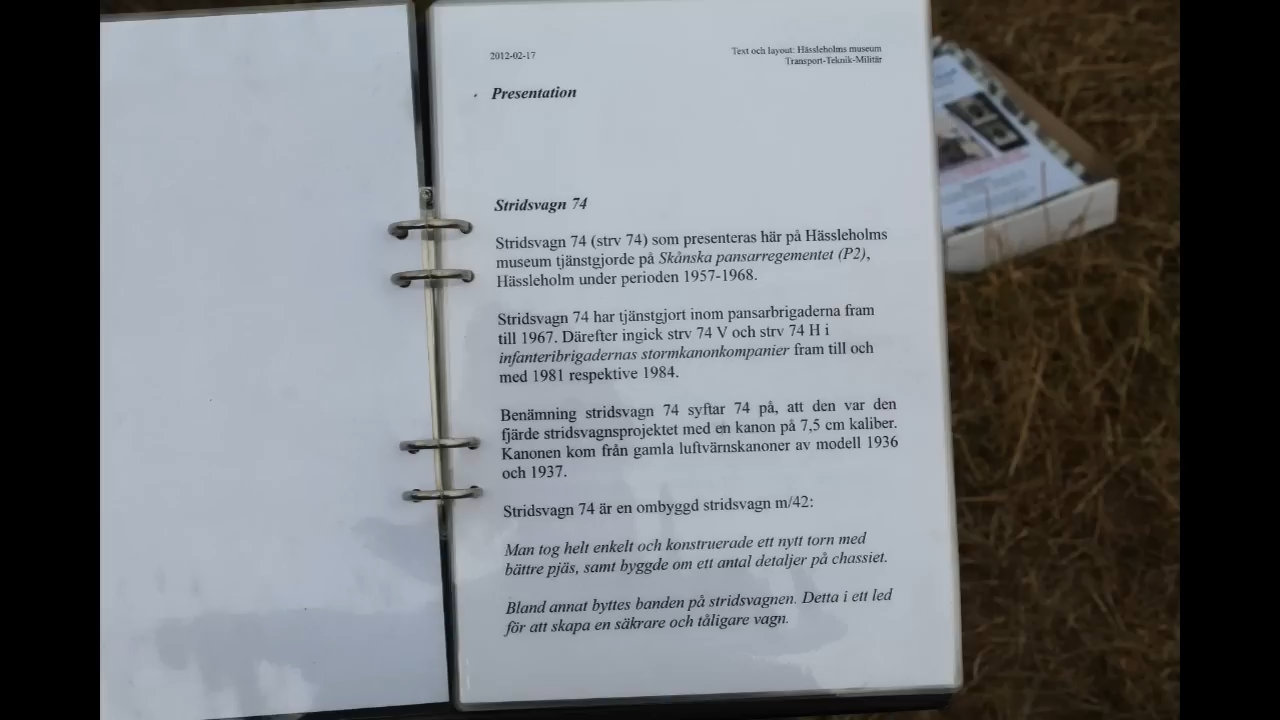 2012-02-17
Text och layout: Hässleholms museum
Transport-Teknik-Militär
Presentation
Stridsvagn 74
Stridsvagn 74 (strv 74) som presenteras här på Hässleholms
museum tjänstgjorde på Skånska pansarregementet (P2),
Hässleholm under perioden 1957-1968.
Stridsvagn 74 har tjänstgjort inom pansarbrigaderna fram
till 1967. Därefter ingick strv 74 V och strv 74 H i
infanteribrigadernas stormkanonkompanier fram till och
med 1981 respektive 1984.
Benämning stridsvagn 74 syftar 74 på, att den var den
fjärde stridsvagnsprojektet med en kanon på 7,5 cm kaliber.
Kanonen kom från gamla luftvärnskanoner av modell 1936
och 1937.
Stridsvagn 74 är en ombyggd stridsvagn m/42:
Man tog helt enkelt och konstruerade ett nytt torn med
bättre pjäs, samt byggde om ett antal detaljer på chassiet.
Bland annat byttes banden på stridsvagnen. Detta i ett led
för att skapa en säkrare och tåligare vagn.